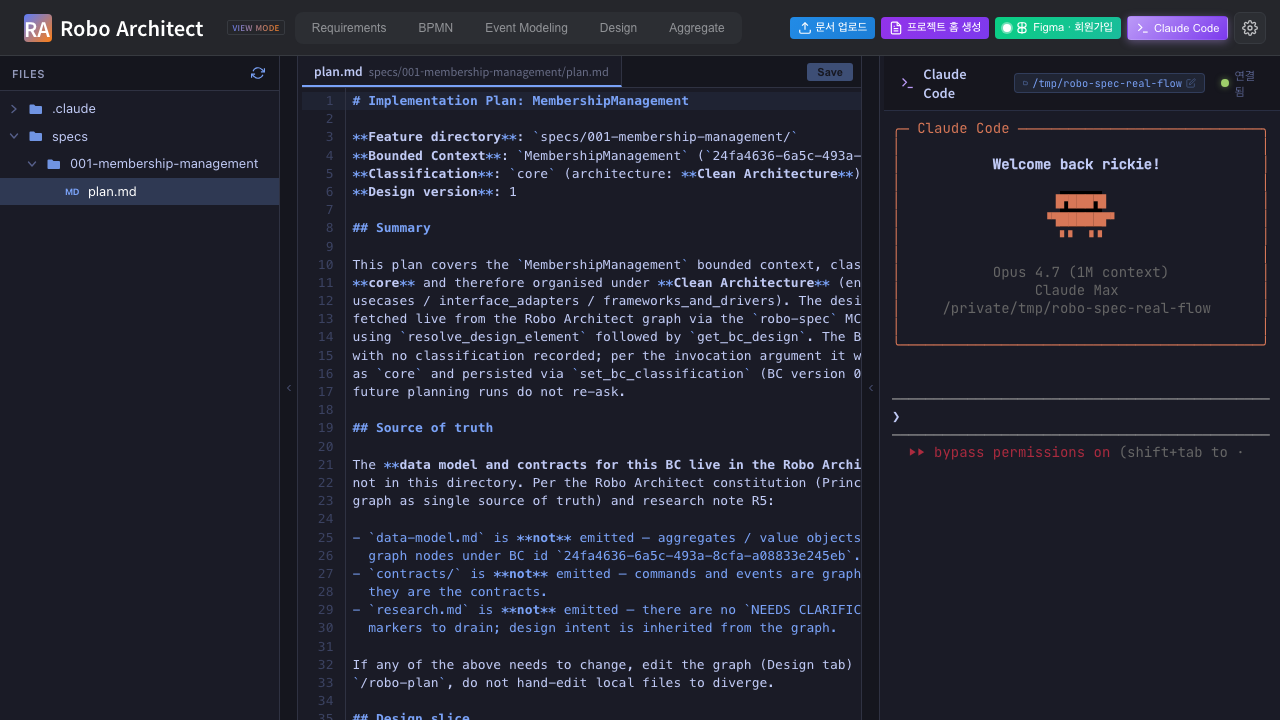 RA Robo Architect
VIEW MODE
Requirements
BPMN
Event Modeling
Design
Aggregate
문서 업로드
프로젝트 홈 생성
Figma · 회원가입
Claude Code
FILES
.claude
specs
001-membership-management
MD plan.md
plan.md specs/001-membership-management/plan.md
Save
1 # Implementation Plan: MembershipManagement
2
3 **Feature directory**: `specs/001-membership-management/`
4 **Bounded Context**: `MembershipManagement` (`24fa4636-6a5c-493a-
5 **Classification**: `core` (architecture: **Clean Architecture**)
6 **Design version**: 1
7
8 ## Summary
9
10 This plan covers the `MembershipManagement` bounded context, clas
11 **core** and therefore organised under **Clean Architecture** (en
12 usecases / interface_adapters / frameworks_and_drivers). The desi
13 fetched live from the Robo Architect graph via the `robo-spec` MC
14 using `resolve_design_element` followed by `get_bc_design`. The B
15 with no classification recorded; per the invocation argument it w
16 as `core` and persisted via `set_bc_classification` (BC version 0
17 future planning runs do not re-ask.
18
19 ## Source of truth
20
21 The **data model and contracts for this BC live in the Robo Archi
22 not in this directory. Per the Robo Architect constitution (Princ
23 graph as single source of truth) and research note R5:
24
25 - `data-model.md` is **not** emitted — aggregates / value objects
26 graph nodes under BC id `24fa4636-6a5c-493a-8cfa-a08833e245eb`.
27 - `contracts/` is **not** emitted — commands and events are graph
28 they are the contracts.
29 - `research.md` is **not** emitted — there are no `NEEDS CLARIFIC
30 markers to drain; design intent is inherited from the graph.
31
32 If any of the above needs to change, edit the graph (Design tab)
33 `/robo-plan`, do not hand-edit local files to diverge.
34
35 ## Design slice
Claude
Code
/tmp/robo-spec-real-flow
연결
됨
Claude Code
Welcome back rickie!
Opus 4.7 (1M context)
Claude Max
/private/tmp/robo-spec-real-flow
❯
⏵⏵ bypass permissions on (shift+tab to ·